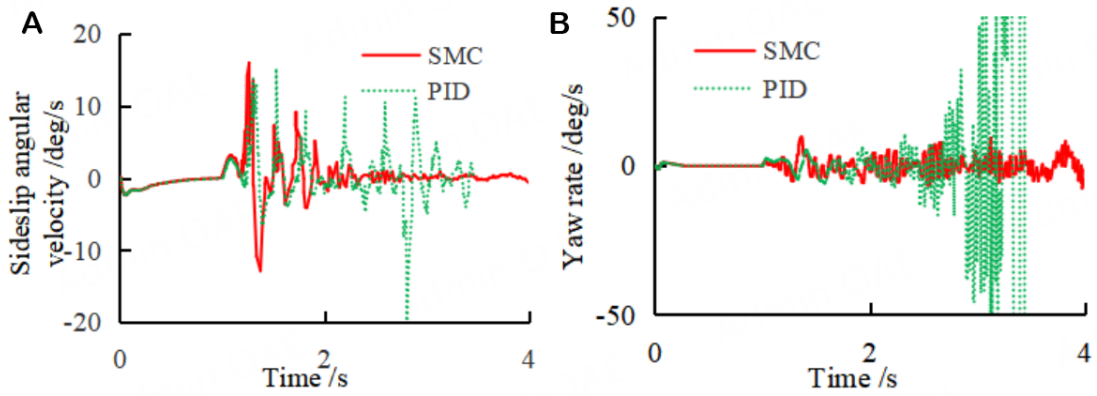 A
Sideslip angular
velocity /deg/s
20
10
0
-10
-20
SMC
PID
0
2
4
Time /s
B
Yaw rate /deg/s
50
0
-50
SMC
PID
0
2
4
Time /s